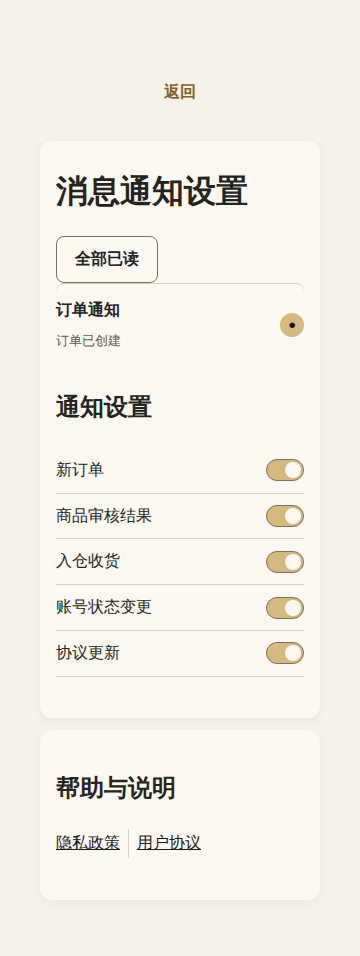 返回
消息通知设置
全部已读
订单通知
订单已创建
通知设置
新订单
商品审核结果
入仓收货
账号状态变更
协议更新
帮助与说明
隐私政策 用户协议